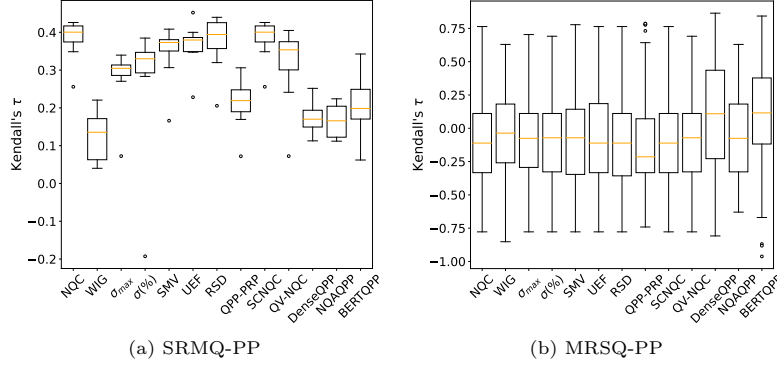 0.4
0.3
0.2
0.1
0.0
−0.1
−0.2
Kendall's τ
NQC
WIG
σmax
σ(%)
SMV
UEF
RSD
QPP-PRP
SCNQC
QV-NQC
DenseQPP
NQAQPP
BERTQPP
(a) SRMQ-PP
0.75
0.50
0.25
0.00
−0.25
−0.50
−0.75
−1.00
Kendall's τ
NQC
WIG
σmax
σ(%)
SMV
UEF
RSD
QPP-PRP
SCNQC
QV-NQC
DenseQPP
NQAQPP
BERTQPP
(b) MRSQ-PP